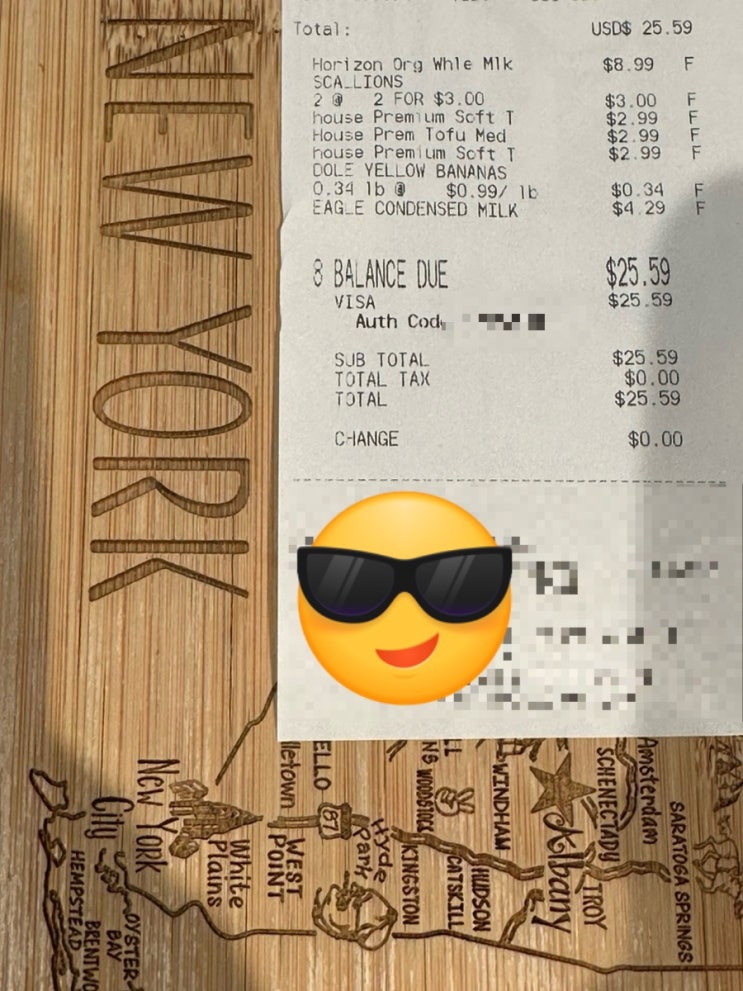 Total: USD$ 25.59
Horizon Org Whle Mlk $8.99 F
SCALLIONS
2 @ 2 FOR $3.00 $3.00 F
house Premium Soft T $2.99 F
House Prem Tofu Med $2.99 F
house Premium Soft T $2.99 F
DOLE YELLOW BANANAS
0.34 lb @ $0.99/ lb $0.34 F
EAGLE CONDENSED MILK $4.29 F
8 BALANCE DUE $25.59
VISA $25.59
Auth Cod
SUB TOTAL $25.59
TOTAL TAX $0.00
TOTAL $25.59
CHANGE $0.00
NEW YORK
New York
City
HEMPSTEAD
OYSTER
BAY
BRENTWO
White
Plains
WEST
POINT
letown
ELLO
87
Hyde
Park
KINGSTON
WOODSTOCK
CATSKILL
HUDSON
WINDHAM
Albany
TROY
SCHENECTADY
Amsterdam
SARATOGA SPRINGS